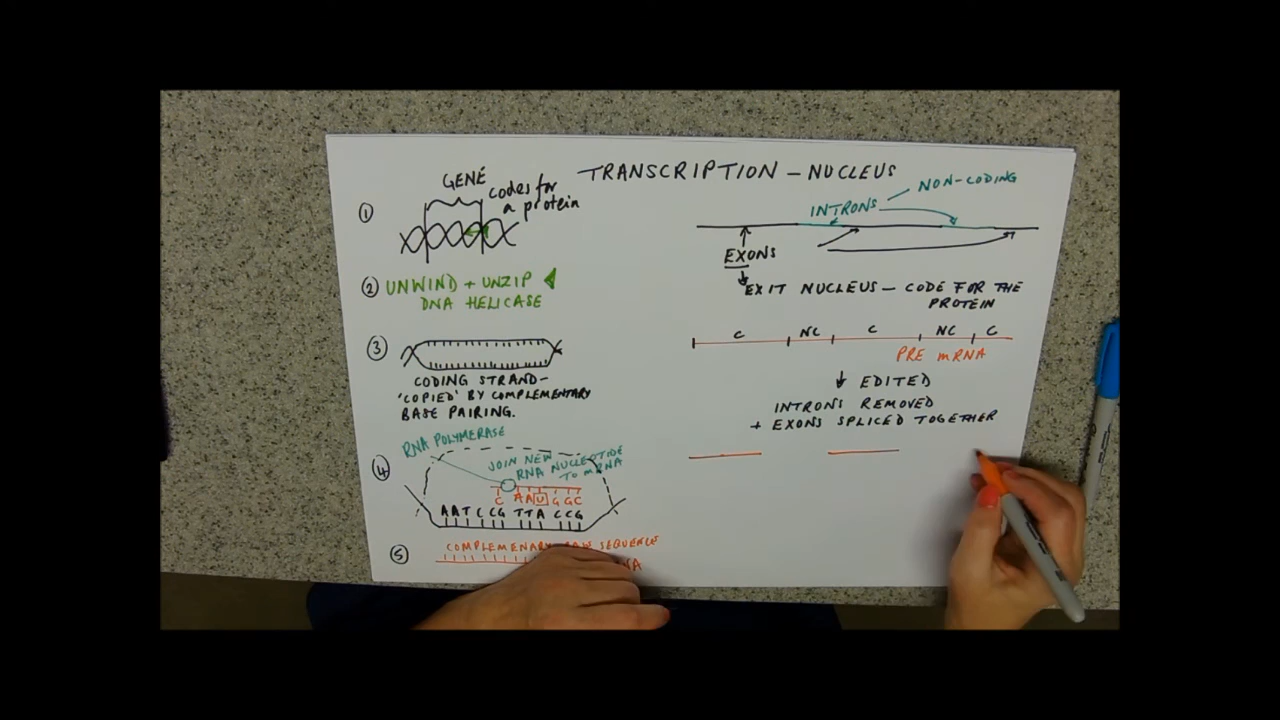 TRANSCRIPTION – NUCLEUS
①
GENE
codes for
a protein
② UNWIND + UNZIP
DNA HELICASE
③
CODING STRAND –
'COPIED' BY COMPLEMENTARY
BASE PAIRING.
④
RNA POLYMERASE
JOIN NEW
RNA NUCLEOTIDE
TO mRNA
C AAU GGC
AATCCG TTA CCG
⑤
SEQUENCE
NON-CODING
INTRONS
EXONS
EXIT NUCLEUS – CODE FOR THE
PROTEIN
C NC C NC C
PRE mRNA
EDITED
INTRONS REMOVED
+ EXONS SPLICED TOGETHER